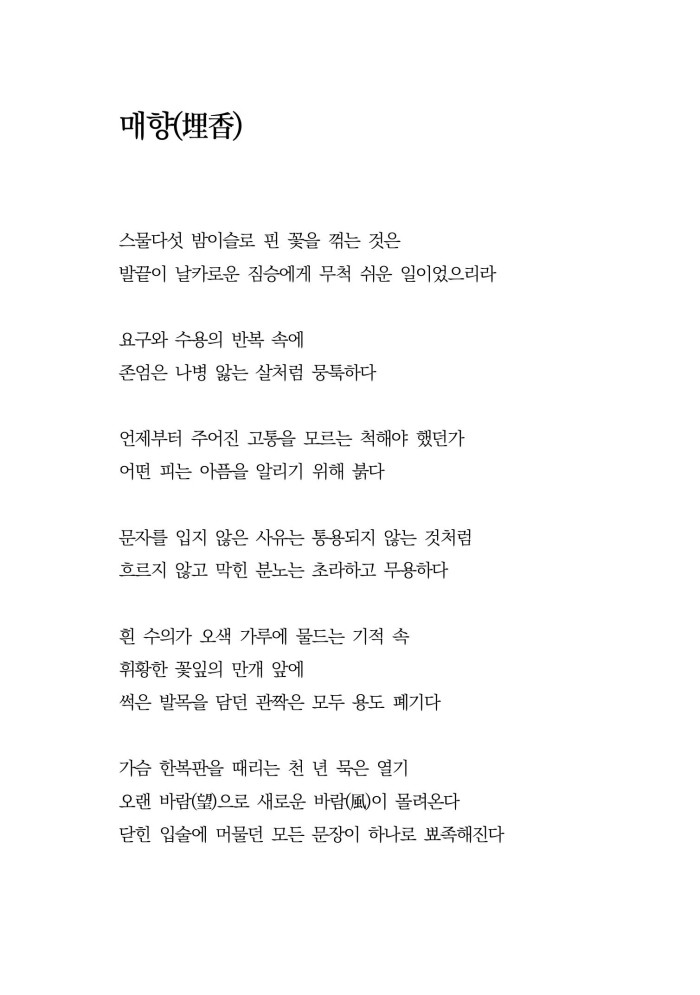 매향(埋香)
스물다섯 밤이슬로 핀 꽃을 꺾는 것은
발끝이 날카로운 짐승에게 무척 쉬운 일이었으리라
요구와 수용의 반복 속에
존엄은 나병 앓는 살처럼 뭉툭하다
언제부터 주어진 고통을 모르는 척해야 했던가
어떤 피는 아픔을 알리기 위해 붉다
문자를 입지 않은 사유는 통용되지 않는 것처럼
흐르지 않고 막힌 분노는 초라하고 무용하다
흰 수의가 오색 가루에 물드는 기적 속
휘황한 꽃잎의 만개 앞에
썩은 발목을 담던 관짝은 모두 용도 폐기다
가슴 한복판을 때리는 천 년 묵은 열기
오랜 바람(望)으로 새로운 바람(風)이 몰려온다
닫힌 입술에 머물던 모든 문장이 하나로 뾰족해진다